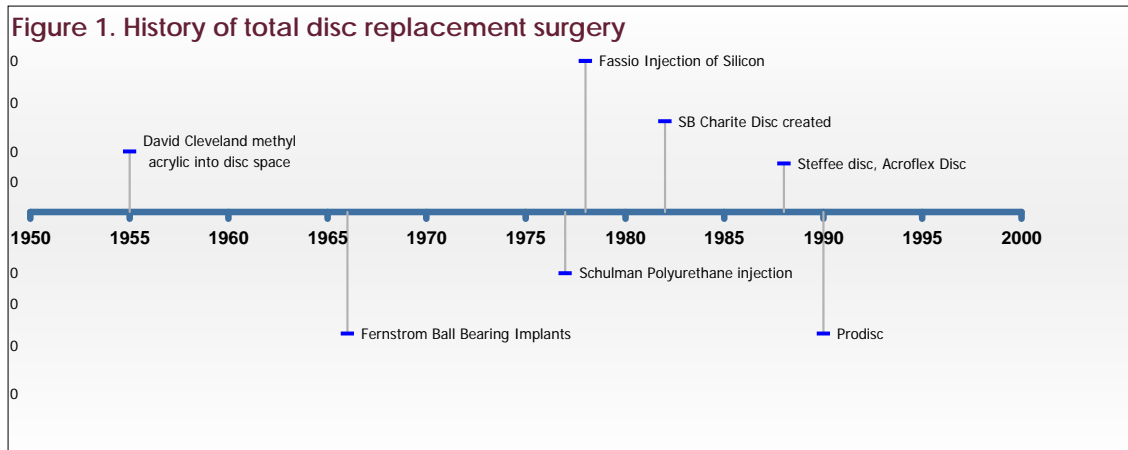 Figure 1. History of total disc replacement surgery
0
Fassio Injection of Silicon
0
SB Charite Disc created
David Cleveland methyl
acrylic into disc space
0
Steffee disc, Acroflex Disc
0
1950 1955 1960 1965 1970 1975 1980 1985 1990 1995 2000
0
Schulman Polyurethane injection
0
Fernstrom Ball Bearing Implants
Prodisc
0
0